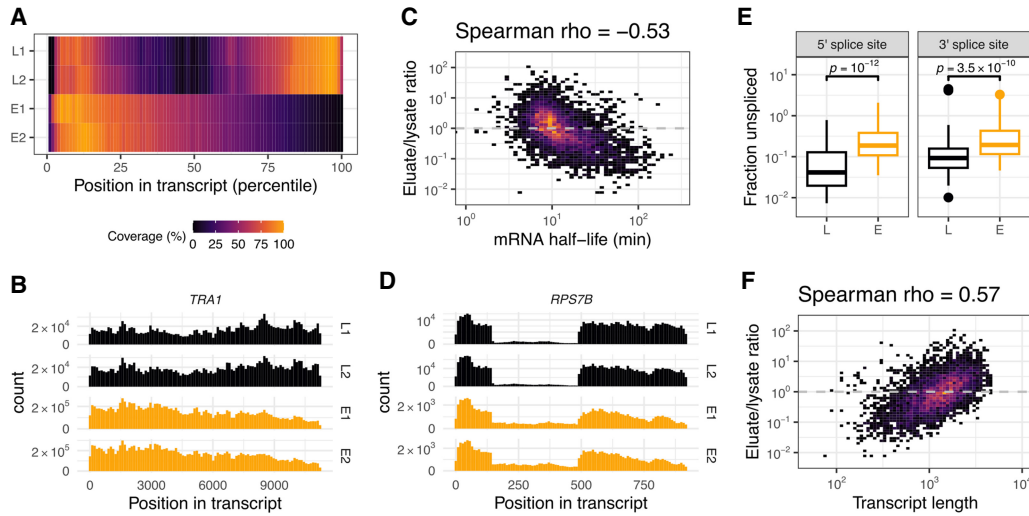 A
L1
L2
E1
E2
0
25
50
75
100
Position in transcript (percentile)
Coverage (%)
0 25 50 75 100
B
TRA1
2 × 10⁴
0
L1
2 × 10⁴
0
L2
2 × 10⁵
0
E1
2 × 10⁵
0
E2
count
0 3000 6000 9000
Position in transcript
C
Spearman rho = −0.53
Eluate/lysate ratio
10²
10¹
10⁰
10⁻¹
10⁻²
10⁰ 10¹ 10²
mRNA half-life (min)
D
RPS7B
10⁴
0
L1
10⁴
0
L2
2 × 10³
0
E1
2 × 10³
0
E2
count
0 250 500 750
Position in transcript
E
5' splice site
3' splice site
p = 10⁻¹²
p = 3.5 × 10⁻¹⁰
Fraction unspliced
10¹
10⁰
10⁻¹
10⁻²
L E L E
F
Spearman rho = 0.57
Eluate/lysate ratio
10²
10¹
10⁰
10⁻¹
10⁻²
10² 10³ 10⁴
Transcript length